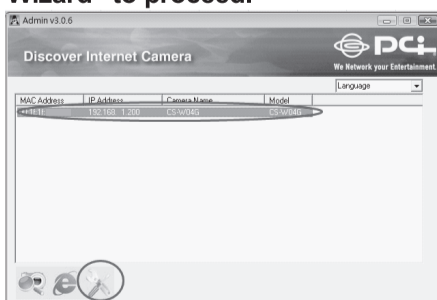 Wizard" to proceed.
Admin v3.0.6
PCi
Discover Internet Camera
We Network your Entertainment.
Language
MAC Address IP Address Camera Name Model
192.168 1.200 CS-W04G CS-W04G